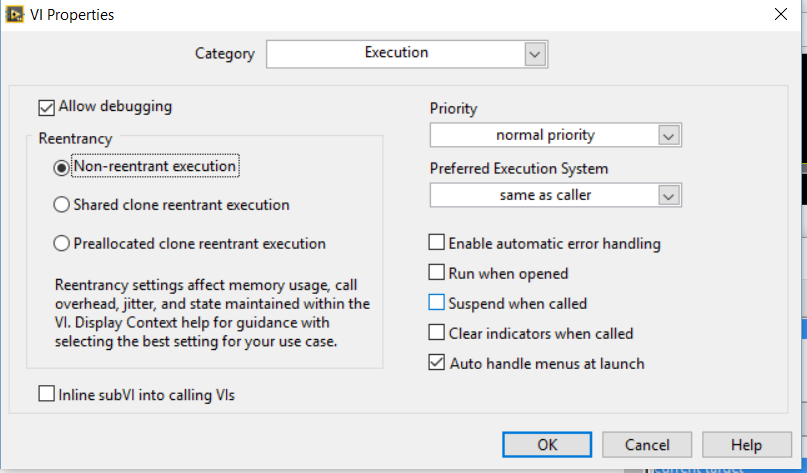 VI Properties
Category
Execution
Allow debugging
Reentrancy
Non-reentrant execution
Shared clone reentrant execution
Preallocated clone reentrant execution
Reentrancy settings affect memory usage, call
overhead, jitter, and state maintained within the
VI. Display Context help for guidance with
selecting the best setting for your use case.
Inline subVI into calling VIs
Priority
normal priority
Preferred Execution System
same as caller
Enable automatic error handling
Run when opened
Suspend when called
Clear indicators when called
Auto handle menus at launch
OK
Cancel
Help
current target